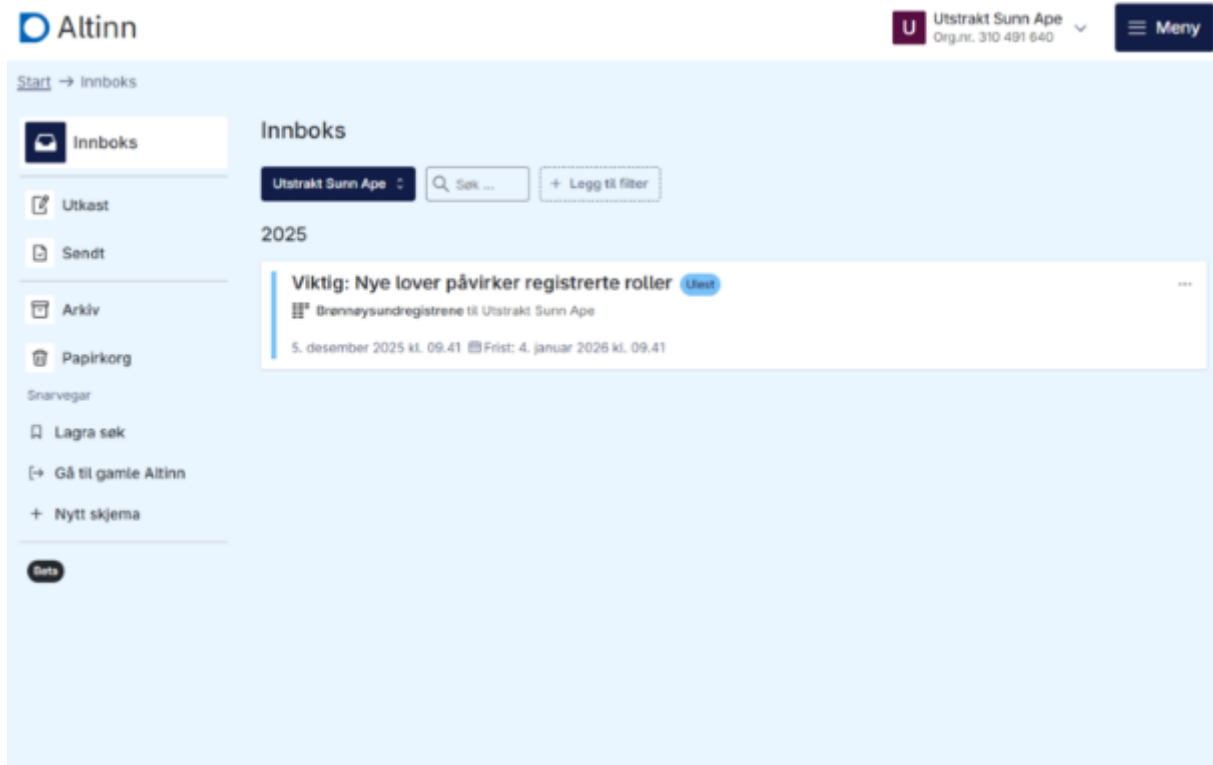 Altinn
U
Utstrakt Sunn Ape
Org.nr. 310 491 640
Meny
Start → Innboks
Innboks
Utkast
Sendt
Arkiv
Papirkorg
Snarvegar
Lagra søk
Gå til gamle Altinn
+ Nytt skjema
Beta
Innboks
Utstrakt Sunn Ape
Søk ...
+ Legg til filter
2025
Viktig: Nye lover påvirker registrerte roller Ulest
Brønnøysundregistrene til Utstrakt Sunn Ape
5. desember 2025 kl. 09.41 Frist: 4. januar 2026 kl. 09.41